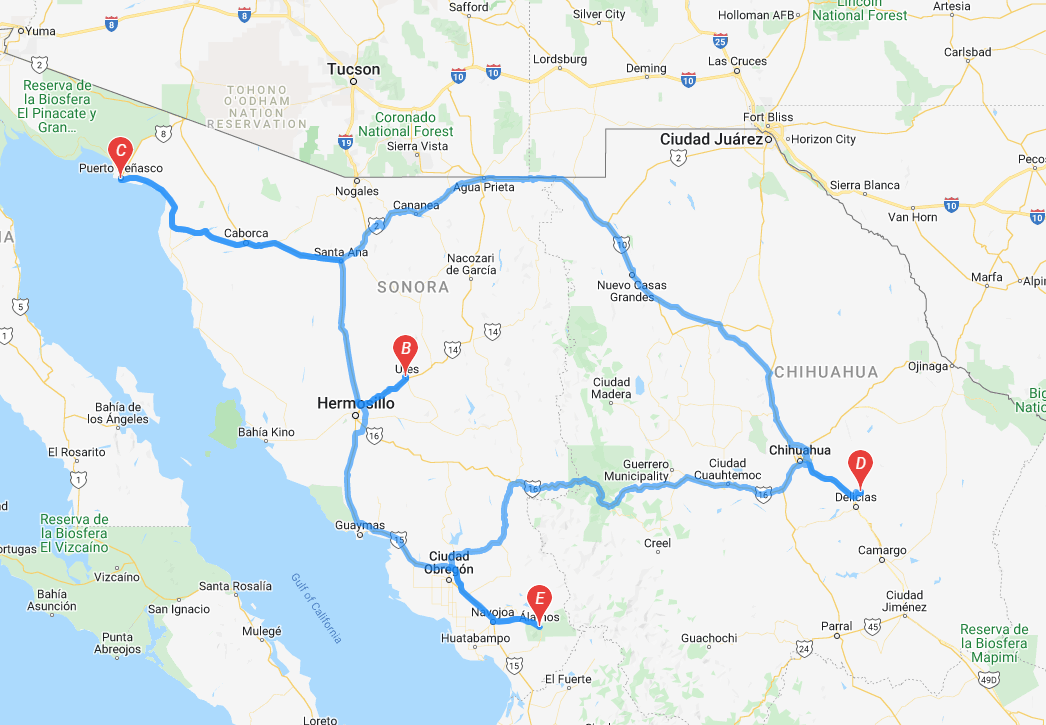 Safford
Silver City
Lincoln
National Forest
Artesia
Holloman AFB
8
8
Yuma
25
Carlsbad
Lordsburg
Deming
Las Cruces
2
Tucson
10
10
10
Reserva de
la Biosfera
El Pinacate y
Gran...
TOHONO
O'ODHAM
NATION
RESERVATION
Coronado
National Forest
Fort Bliss
8
19
Sierra Vista
Ciudad Juárez
Horizon City
C
2
Pecos
Puerto Peñasco
Nogales
Agua Prieta
Sierra Blanca
10
10
Cananea
Van Horn
2
Caborca
Santa Ana
10
Nacozari
de García
Marfa
Alpin
SONORA
Nuevo Casas
Grandes
5
1
14
B
14
Ures
Ojinaga
CHIHUAHUA
Ciudad
Madera
Big
Natio
Hermosillo
Bahía de
los Ángeles
Bahía Kino
16
El Rosarito
Chihuahua
1
Guerrero
Municipality
Ciudad
Cuauhtemoc
D
16
16
Delicias
Reserva de
la Biosfera
El Vizcaíno
Guaymas
15
Creel
Camargo
Ciudad
Obregón
Vizcaíno
Gulf of California
Santa Rosalía
Bahía
Asunción
San Ignacio
E
Ciudad
Jiménez
Navojoa
Álamos
Mulegé
Punta
Abreojos
Huatabampo
Guachochi
Parral
45
Reserva de
la Biosfera
Mapimí
15
24
El Fuerte
49D
Loreto